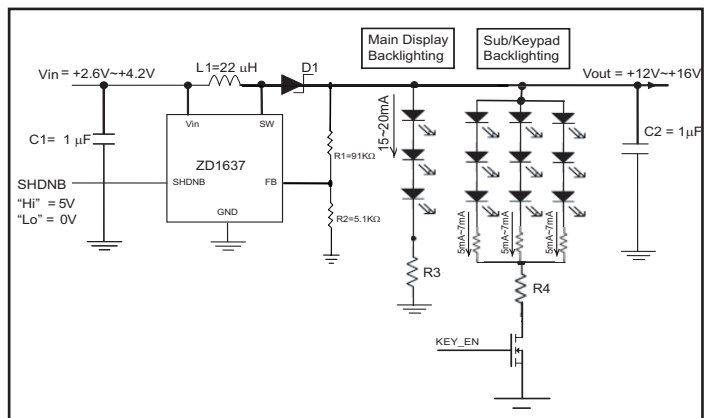 Main Display
Backlighting
Sub/Keypad
Backlighting
L1=22 µH
D1
Vin = +2.6V~+4.2V
Vout = +12V~+16V
Vin
SW
C1= 1 µF
ZD1637
R1=91KΩ
15~20mA
C2 = 1µF
SHDNB
SHDNB
FB
"Hi" = 5V
"Lo" = 0V
GND
R2=5.1KΩ
5mA~7mA
5mA~7mA
5mA~7mA
R3
R4
KEY_EN